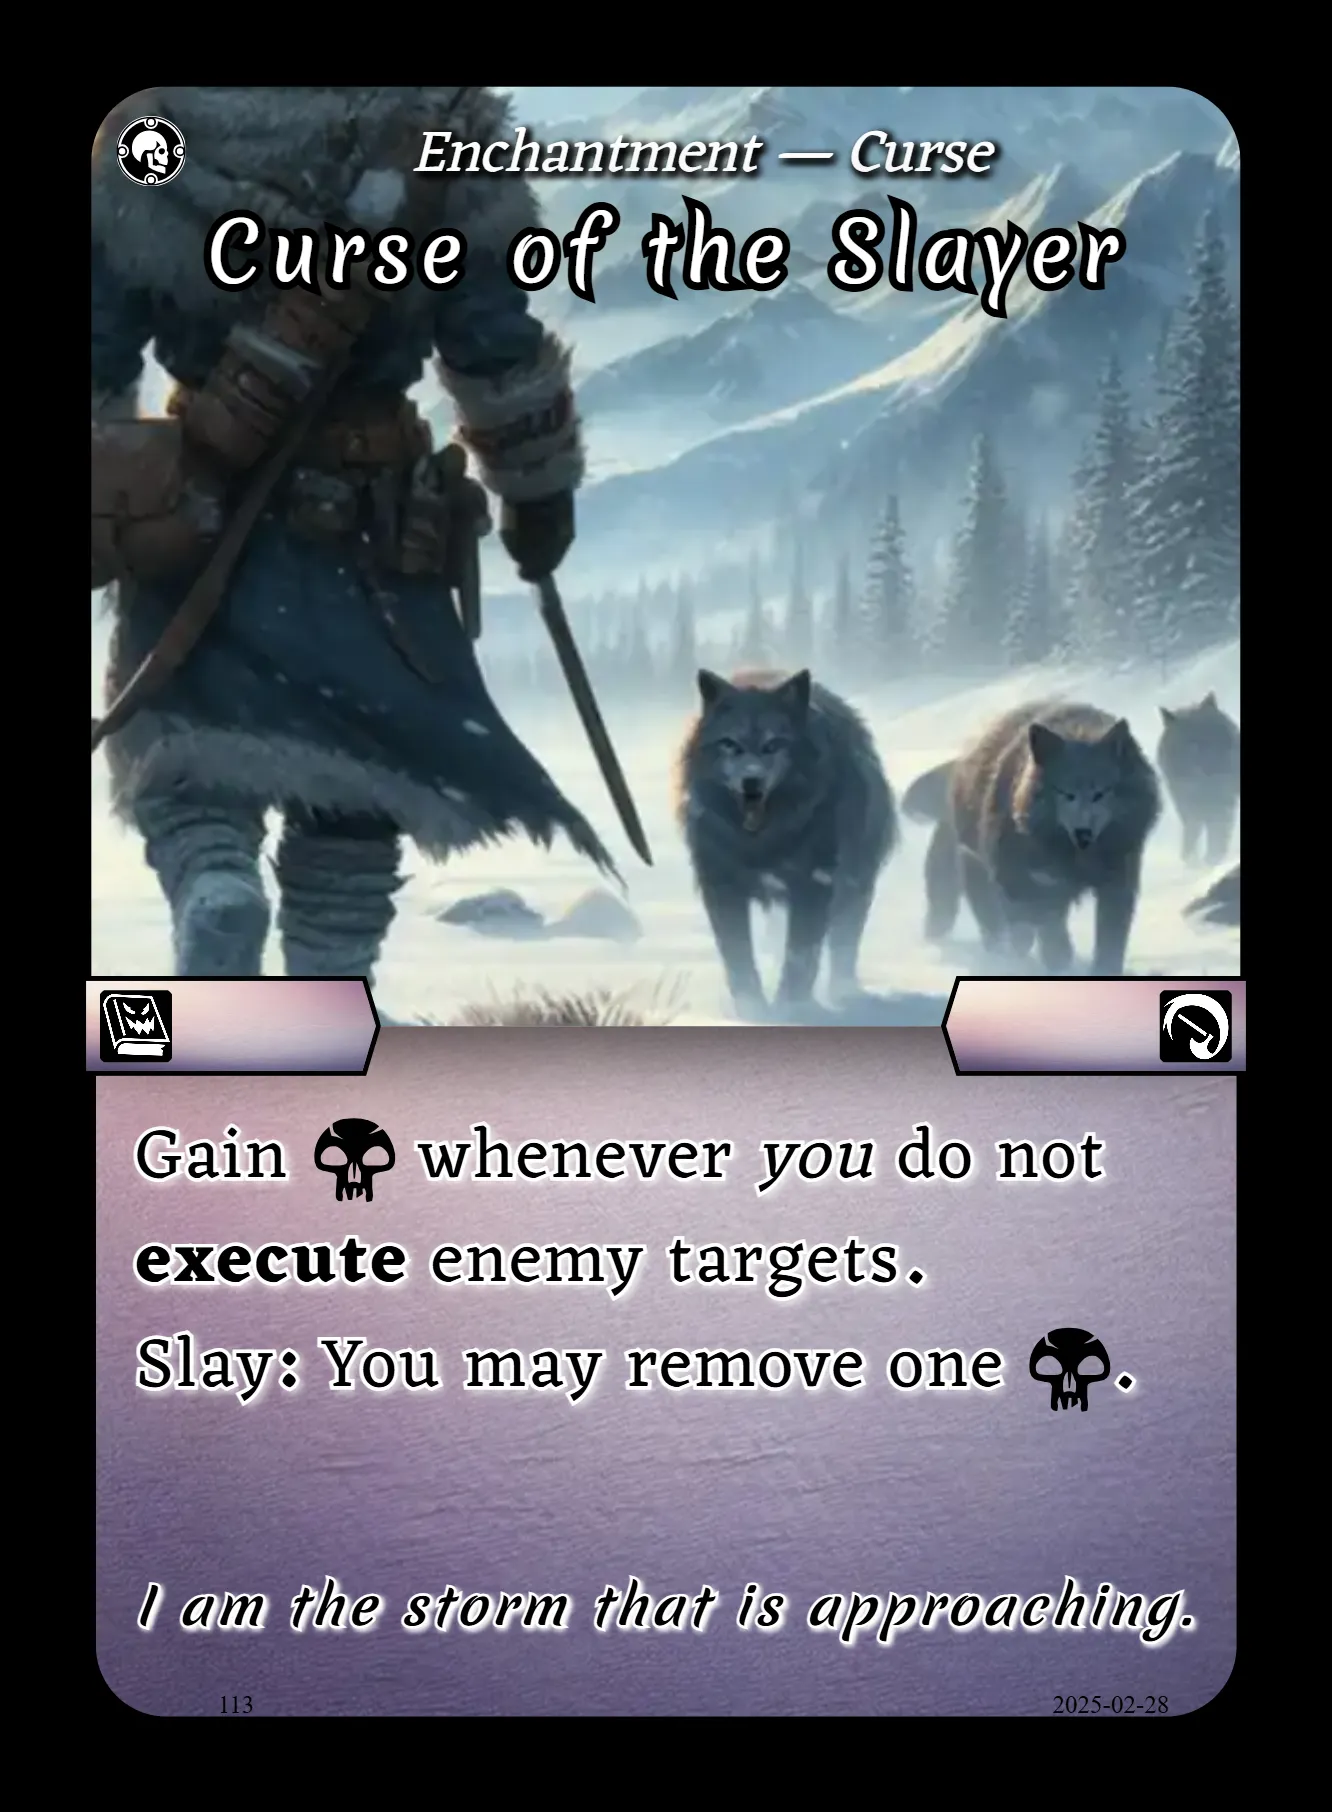 Enchantment — Curse
Curse of the Slayer
Gain whenever you do not
execute enemy targets.
Slay: You may remove one .
I am the storm that is approaching.
113
2025-02-28